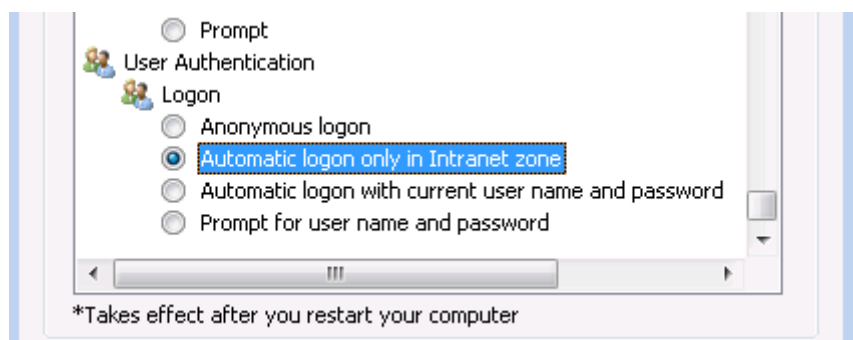 Prompt
User Authentication
Logon
Anonymous logon
Automatic logon only in Intranet zone
Automatic logon with current user name and password
Prompt for user name and password
*Takes effect after you restart your computer